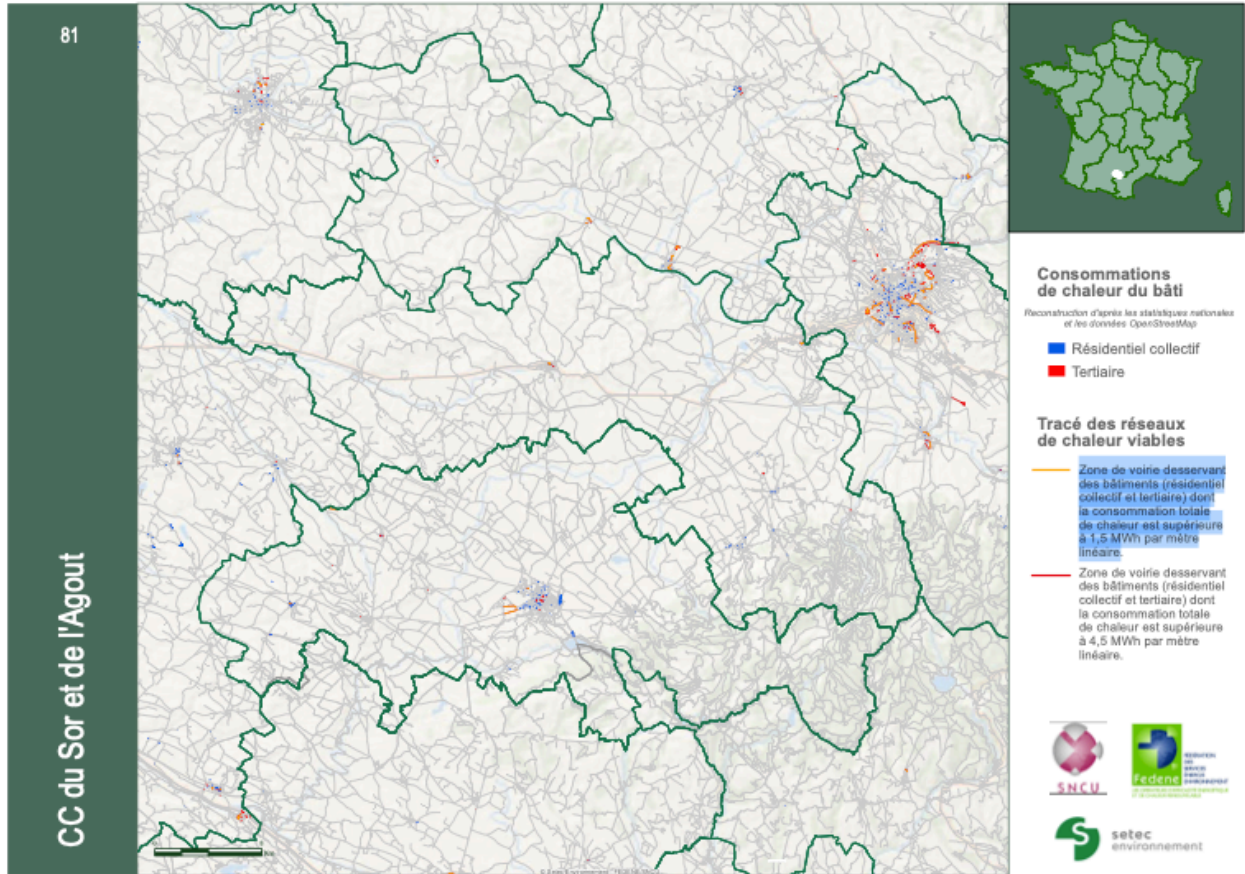 81
CC du Sor et de l'Agout
Consommations
de chaleur du bâti
Reconstruction d'après les statistiques nationales
et les données OpenStreetMap
Résidentiel collectif
Tertiaire
Tracé des réseaux
de chaleur viables
Zone de voirie desservant
des bâtiments (résidentiel
collectif et tertiaire) dont
la consommation totale
de chaleur est supérieure
à 1,5 MWh par mètre
linéaire.
Zone de voirie desservant
des bâtiments (résidentiel
collectif et tertiaire) dont
la consommation totale
de chaleur est supérieure
à 4,5 MWh par mètre
linéaire.
SNCU
Fedene
setec
environnement